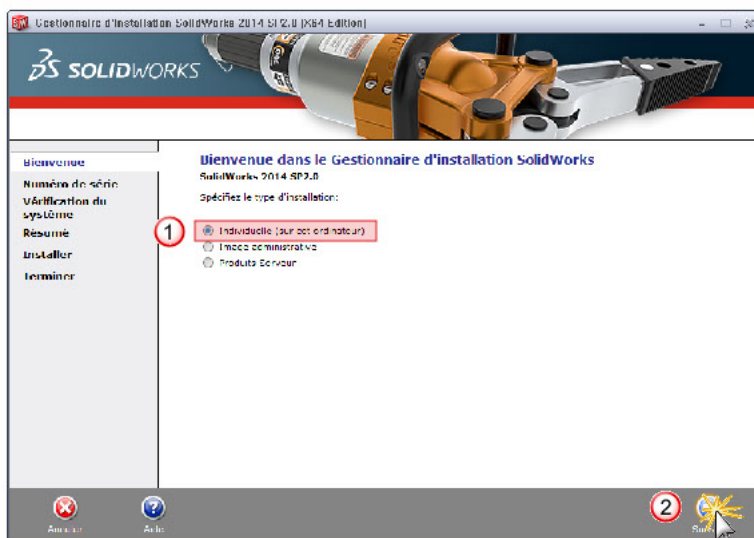 Gestionnaire d'installation SolidWorks 2014 SP2.0 (X64 Edition)
3S SOLIDWORKS
Bienvenue
Numéro de série
Vérification du
système
Résumé
Installer
Terminer
Bienvenue dans le Gestionnaire d'installation SolidWorks
SolidWorks 2014 SP2.0
Spécifiez le type d'installation:
1
Individuelle (sur cet ordinateur)
Image administrative
Produits Serveur
Annuler
Aide
2